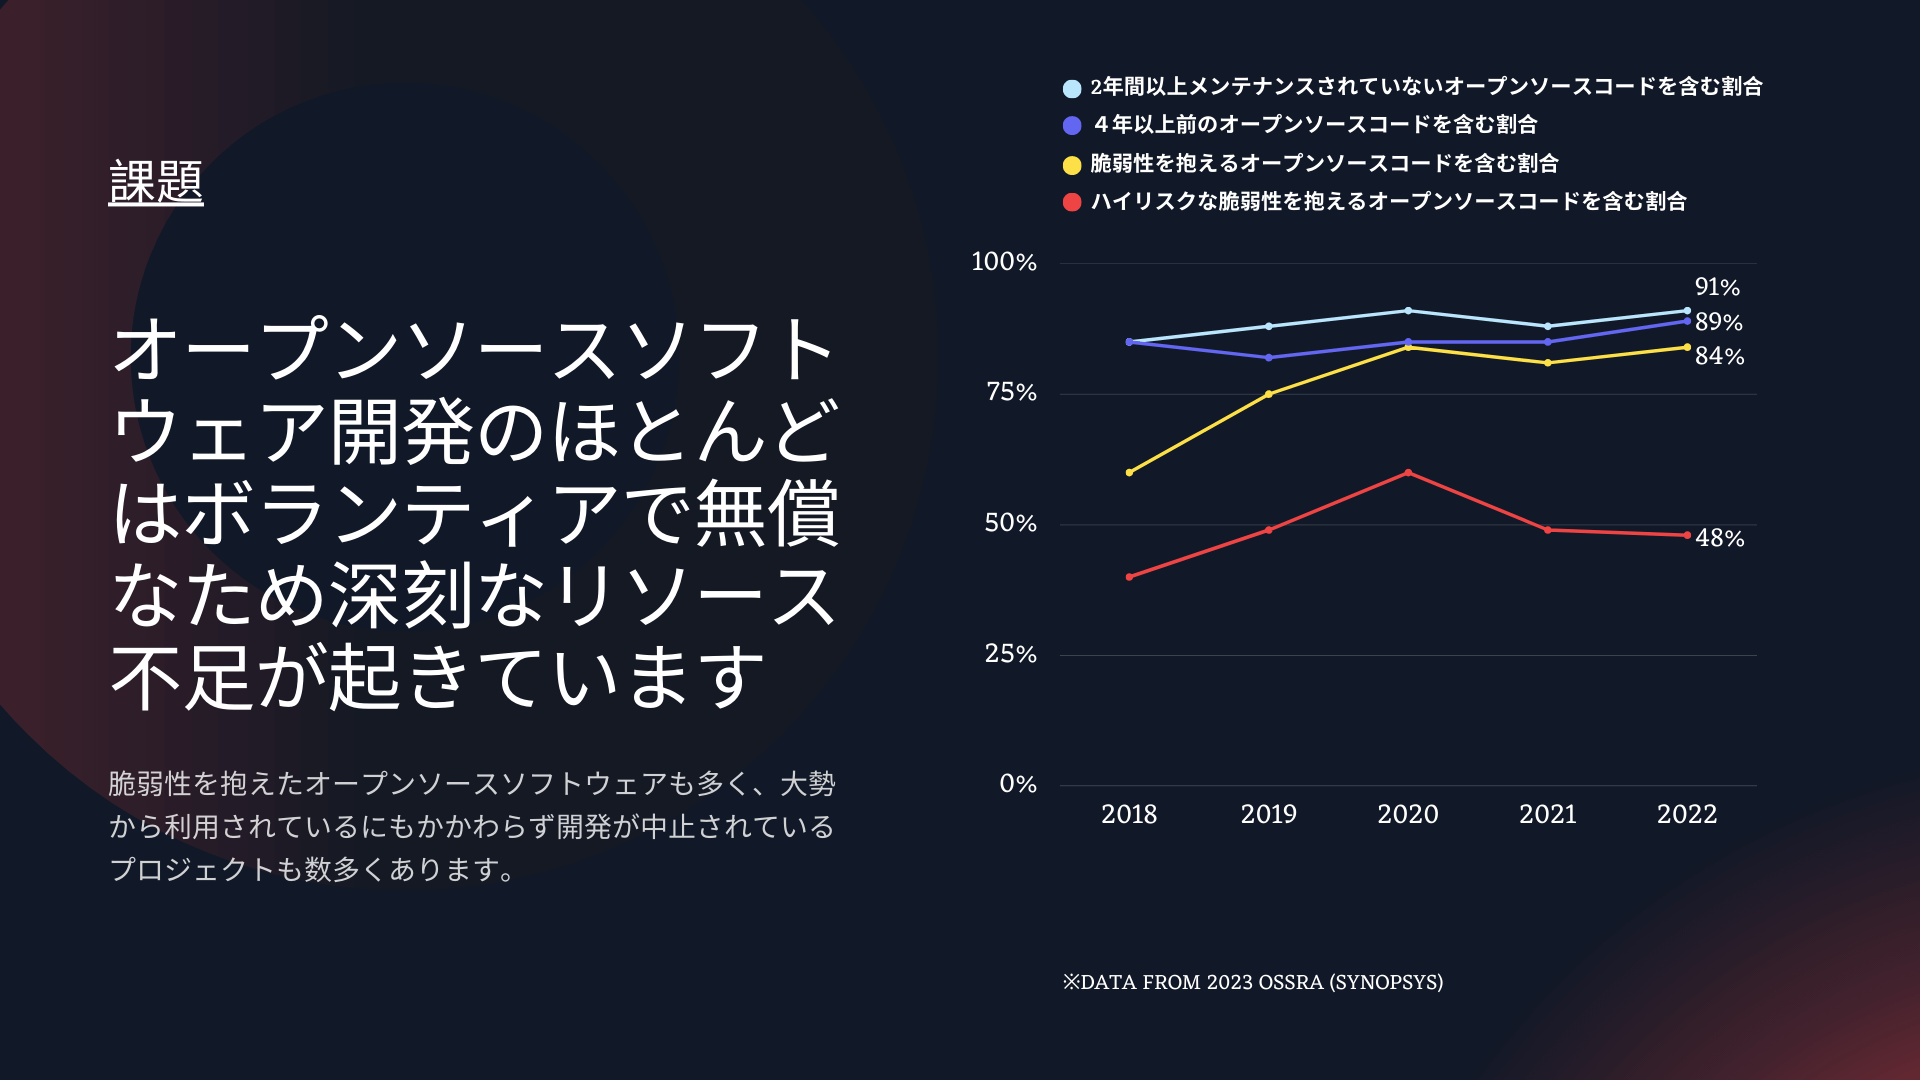 課題
オープンソースソフト
ウェア開発のほとんど
はボランティアで無償
なため深刻なリソース
不足が起きています
脆弱性を抱えたオープンソースソフトウェアも多く、大勢
から利用されているにもかかわらず開発が中止されている
プロジェクトも数多くあります。
2年間以上メンテナンスされていないオープンソースコードを含む割合
４年以上前のオープンソースコードを含む割合
脆弱性を抱えるオープンソースコードを含む割合
ハイリスクな脆弱性を抱えるオープンソースコードを含む割合
100%
75%
50%
25%
0%
91%
89%
84%
48%
2018 2019 2020 2021 2022
※DATA FROM 2023 OSSRA (SYNOPSYS)